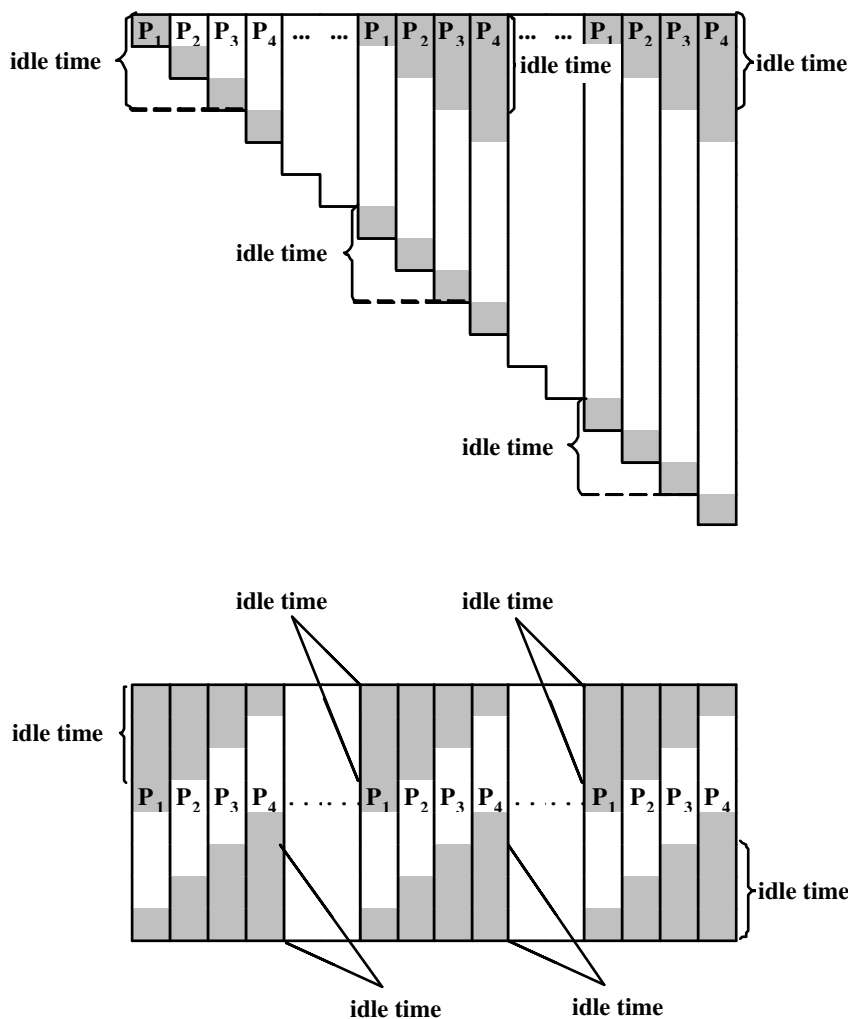 P1 P2 P3 P4 ... ... P1 P2 P3 P4 ... ... P1 P2 P3 P4
idle time
idle time
idle time
idle time
idle time
idle time
idle time
idle time
P1 P2 P3 P4 . . . . . . P1 P2 P3 P4 . . . . . . P1 P2 P3 P4
idle time
idle time
idle time